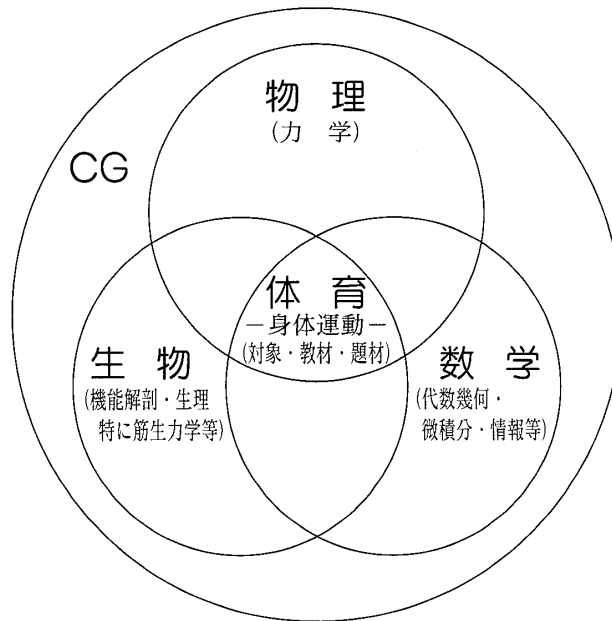 物 理
(力 学)
CG
体 育
－身体運動－
(対象・教材・題材)
生 物
(機能解剖・生理
特に筋生力学等)
数 学
(代数幾何・
微積分・情報等)